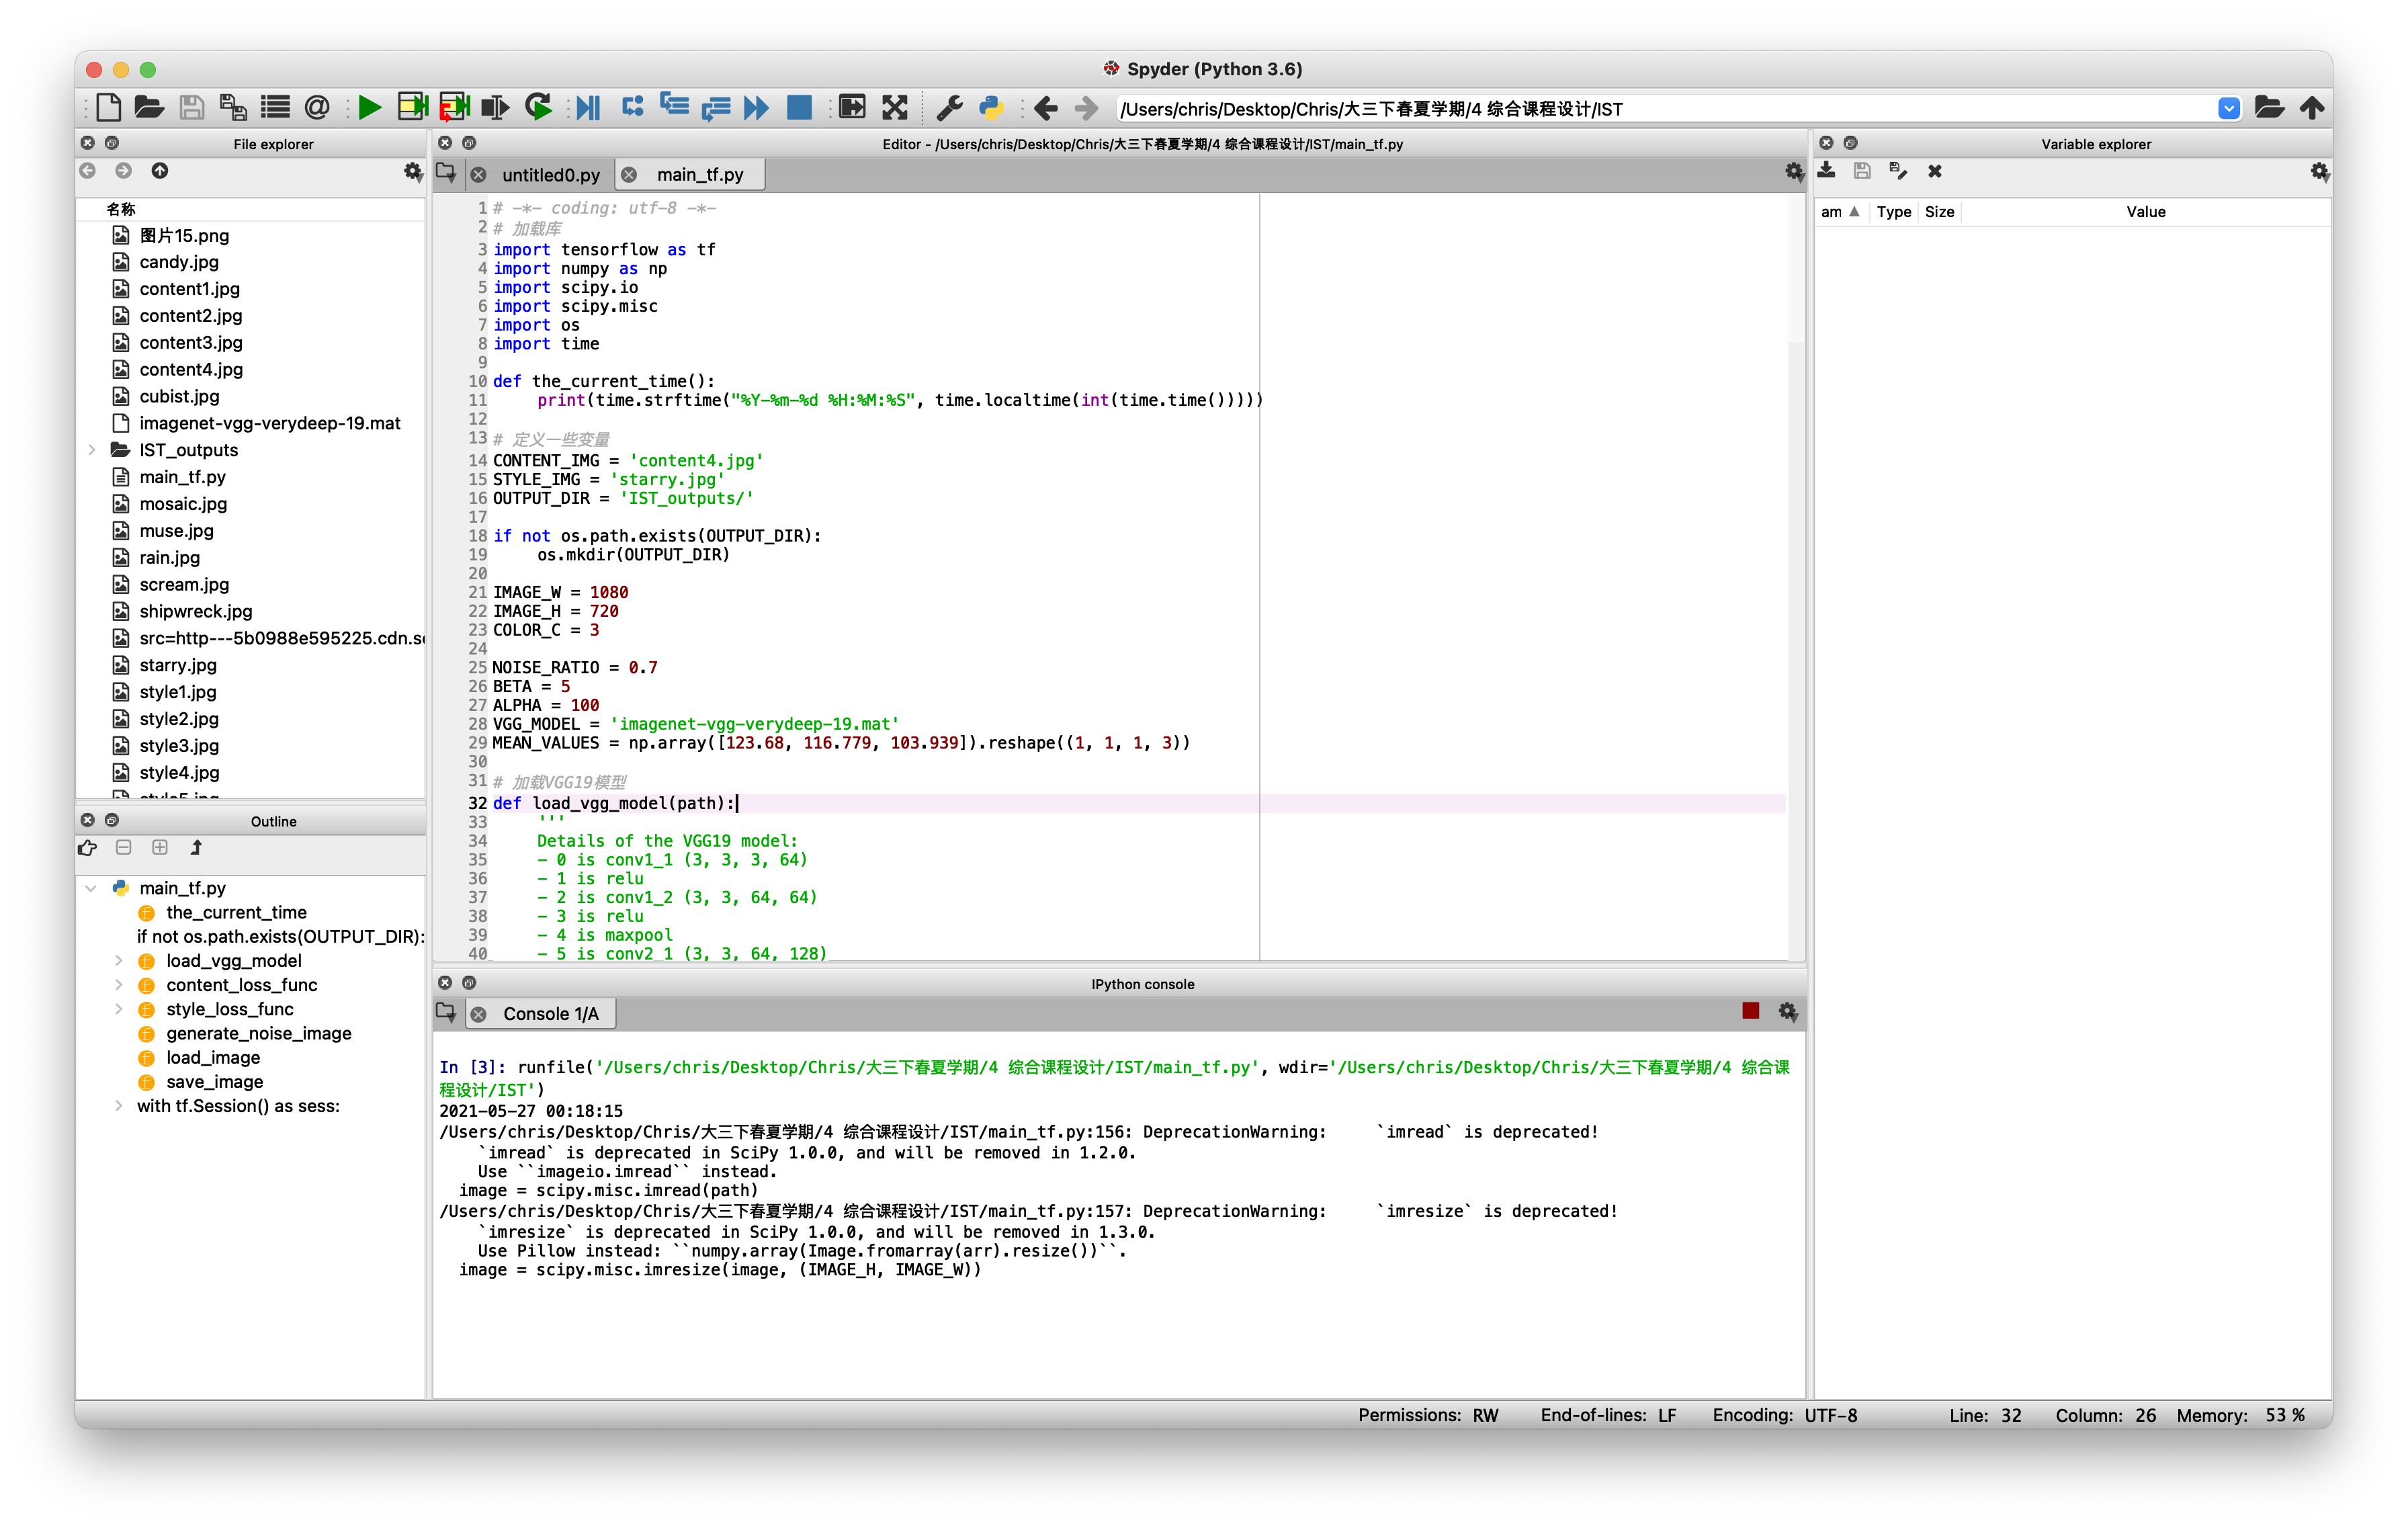 Spyder (Python 3.6)
/Users/chris/Desktop/Chris/大三下春夏学期/4 综合课程设计/IST
File explorer
名称
图片15.png
candy.jpg
content1.jpg
content2.jpg
content3.jpg
content4.jpg
cubist.jpg
imagenet-vgg-verydeep-19.mat
IST_outputs
main_tf.py
mosaic.jpg
muse.jpg
rain.jpg
scream.jpg
shipwreck.jpg
src=http---5b0988e595225.cdn.s
starry.jpg
style1.jpg
style2.jpg
style3.jpg
style4.jpg
style5.jpg
Outline
main_tf.py
the_current_time
if not os.path.exists(OUTPUT_DIR):
load_vgg_model
content_loss_func
style_loss_func
generate_noise_image
load_image
save_image
with tf.Session() as sess:
Editor - /Users/chris/Desktop/Chris/大三下春夏学期/4 综合课程设计/IST/main_tf.py
untitled0.py main_tf.py
1 # -*- coding: utf-8 -*-
2 # 加载库
3 import tensorflow as tf
4 import numpy as np
5 import scipy.io
6 import scipy.misc
7 import os
8 import time
9
10 def the_current_time():
11     print(time.strftime("%Y-%m-%d %H:%M:%S", time.localtime(int(time.time()))))
12
13 # 定义一些变量
14 CONTENT_IMG = 'content4.jpg'
15 STYLE_IMG = 'starry.jpg'
16 OUTPUT_DIR = 'IST_outputs/'
17
18 if not os.path.exists(OUTPUT_DIR):
19     os.mkdir(OUTPUT_DIR)
20
21 IMAGE_W = 1080
22 IMAGE_H = 720
23 COLOR_C = 3
24
25 NOISE_RATIO = 0.7
26 BETA = 5
27 ALPHA = 100
28 VGG_MODEL = 'imagenet-vgg-verydeep-19.mat'
29 MEAN_VALUES = np.array([123.68, 116.779, 103.939]).reshape((1, 1, 1, 3))
30
31 # 加载VGG19模型
32 def load_vgg_model(path):
33     '''
34     Details of the VGG19 model:
35     - 0 is conv1_1 (3, 3, 3, 64)
36     - 1 is relu
37     - 2 is conv1_2 (3, 3, 64, 64)
38     - 3 is relu
39     - 4 is maxpool
40     - 5 is conv2_1 (3, 3, 64, 128)
IPython console
Console 1/A
In [3]: runfile('/Users/chris/Desktop/Chris/大三下春夏学期/4 综合课程设计/IST/main_tf.py', wdir='/Users/chris/Desktop/Chris/大三下春夏学期/4 综合课
程设计/IST')
2021-05-27 00:18:15
/Users/chris/Desktop/Chris/大三下春夏学期/4 综合课程设计/IST/main_tf.py:156: DeprecationWarning:     `imread` is deprecated!
    `imread` is deprecated in SciPy 1.0.0, and will be removed in 1.2.0.
    Use ``imageio.imread`` instead.
  image = scipy.misc.imread(path)
/Users/chris/Desktop/Chris/大三下春夏学期/4 综合课程设计/IST/main_tf.py:157: DeprecationWarning:     `imresize` is deprecated!
    `imresize` is deprecated in SciPy 1.0.0, and will be removed in 1.3.0.
    Use Pillow instead: ``numpy.array(Image.fromarray(arr).resize())``.
  image = scipy.misc.imresize(image, (IMAGE_H, IMAGE_W))
Variable explorer
am Type Size Value
Permissions: RW End-of-lines: LF Encoding: UTF-8 Line: 32 Column: 26 Memory: 53 %